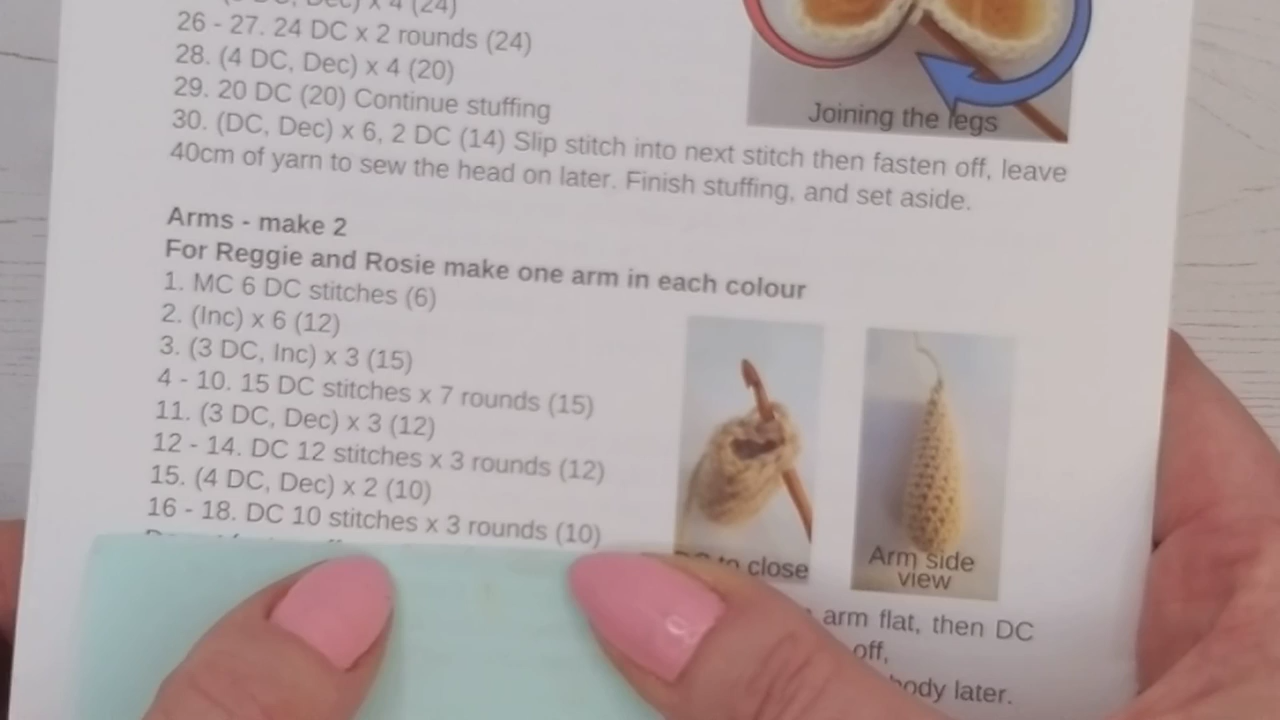 Dec) x 4 (24)
26 - 27. 24 DC x 2 rounds (24)
28. (4 DC, Dec) x 4 (20)
29. 20 DC (20) Continue stuffing
30. (DC, Dec) x 6, 2 DC (14) Slip stitch into next stitch then fasten off, leave
40cm of yarn to sew the head on later. Finish stuffing, and set aside.
Joining the legs
Arms - make 2
For Reggie and Rosie make one arm in each colour
1. MC 6 DC stitches (6)
2. (Inc) x 6 (12)
3. (3 DC, Inc) x 3 (15)
4 - 10. 15 DC stitches x 7 rounds (15)
11. (3 DC, Dec) x 3 (12)
12 - 14. DC 12 stitches x 3 rounds (12)
15. (4 DC, Dec) x 2 (10)
16 - 18. DC 10 stitches x 3 rounds (10)
to close
Arm side
view
arm flat, then DC
off,
body later.